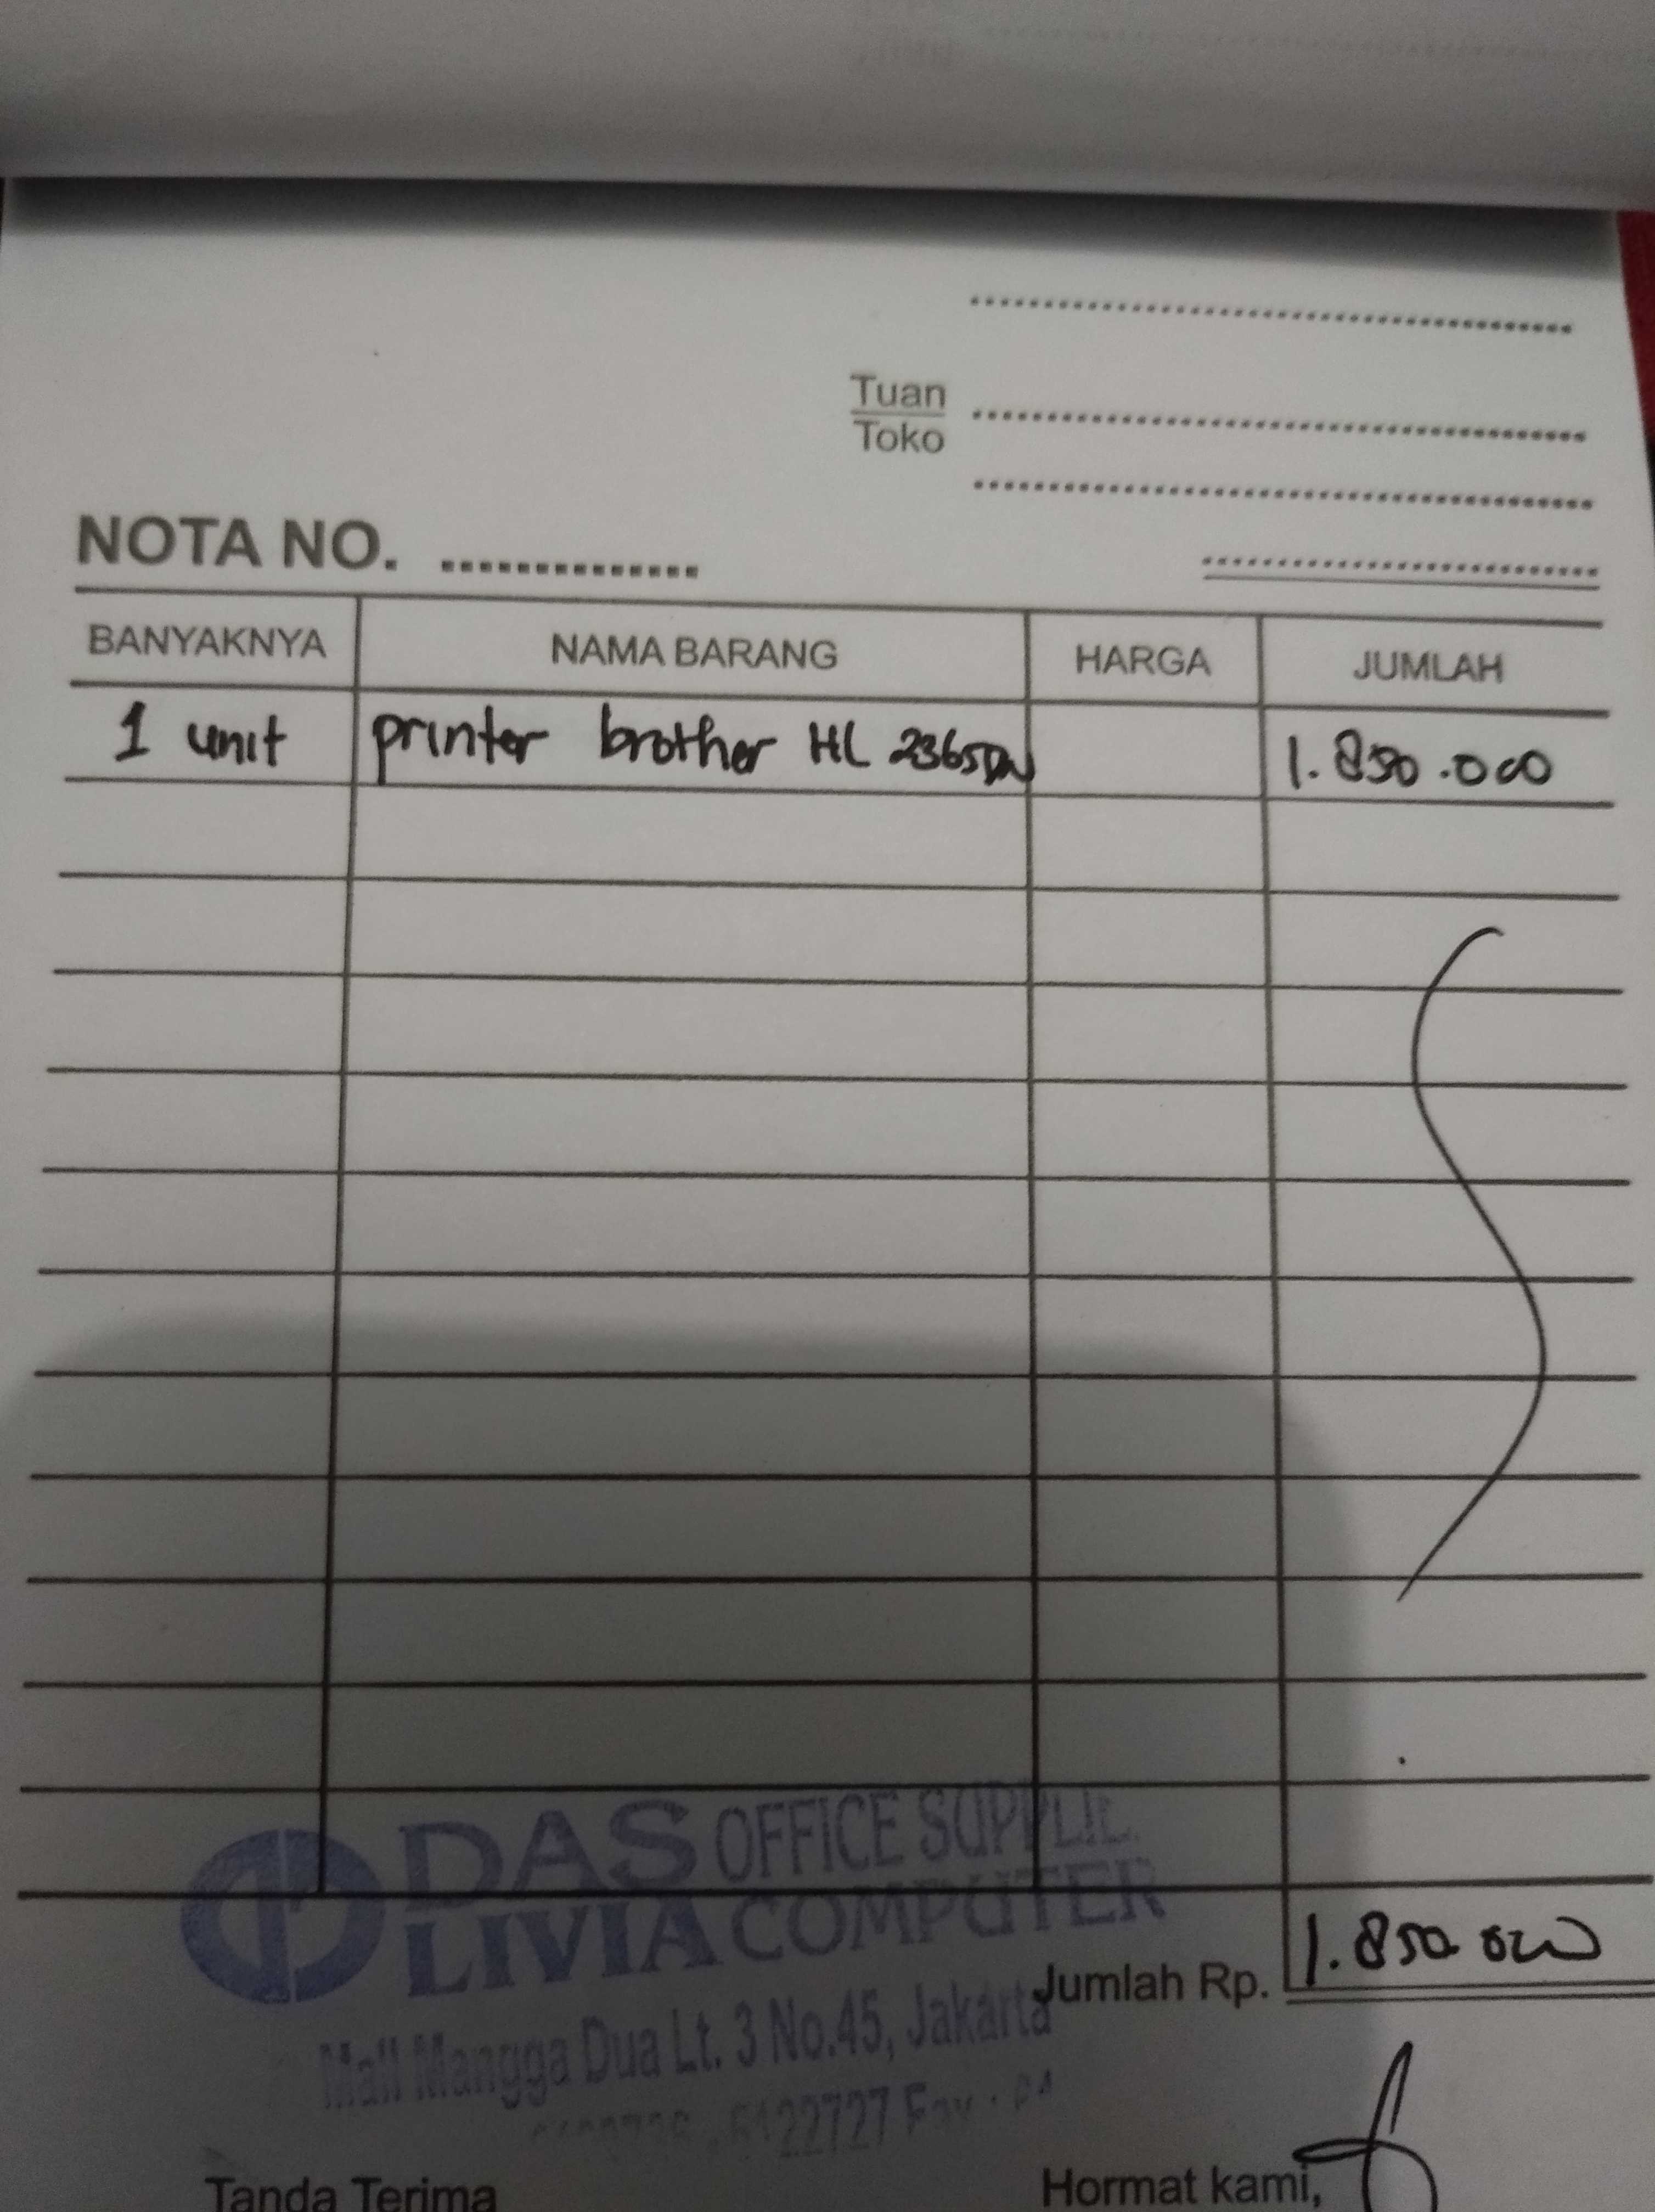 Tuan
Toko
NOTA NO.
BANYAKNYA NAMA BARANG HARGA JUMLAH
1 unit printer brother HL 2365DW 1.850.000
DAS OFFICE SUPPLIE
LIVIA COMPUTER
Jumlah Rp. 1.850.000
Mall Mangga Dua Lt. 3 No.45, Jakarta
6122727 Fax :
Tanda Terima Hormat kami,